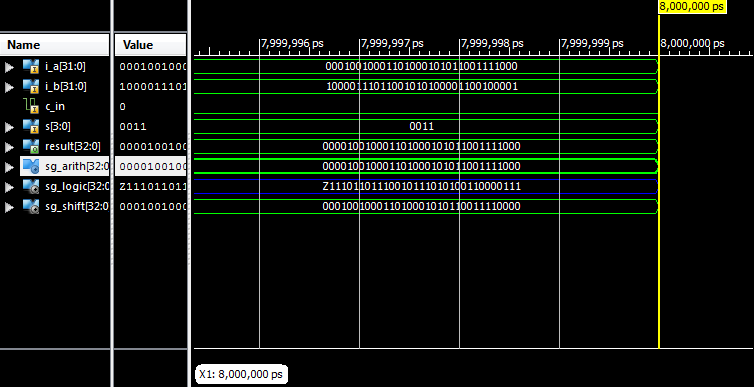 8,000,000 ps
Name Value 7,999,996 ps 7,999,997 ps 7,999,998 ps 7,999,999 ps 8,000,000 ps
i_a[31:0] 0001001000 00010010001101000101011001111000
i_b[31:0] 1000011101 10000111011001010100001100100001
c_in 0
s[3:0] 0011 0011
result[32:0] 0000100100 000010010001101000101011001111000
sg_arith[32:0 0000100100 000010010001101000101011001111000
sg_logic[32:0 Z111011011 Z11101101110010111010100110000111
sg_shift[32:0 0001001000 000100100011010001010110011110000
X1: 8,000,000 ps